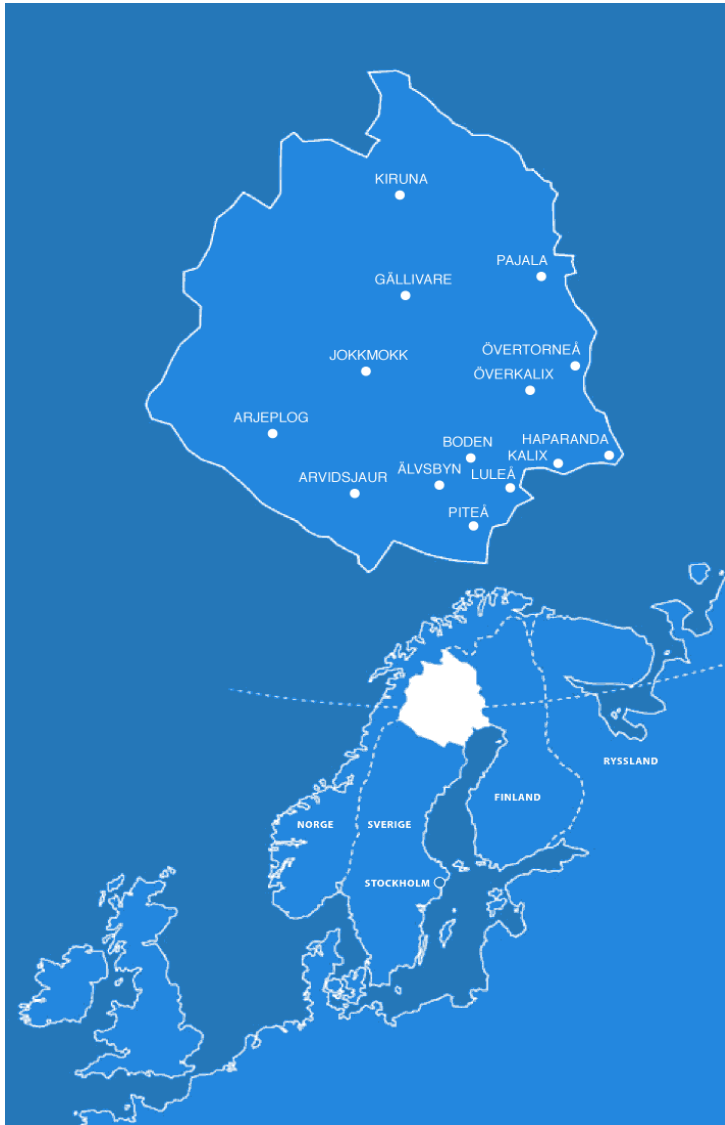 KIRUNA
PAJALA
GÄLLIVARE
ÖVERTORNEÅ
JOKKMOKK
ÖVERKALIX
ARJEPLOG
HAPARANDA
BODEN
KALIX
ÄLVSBYN
LULEÅ
ARVIDSJAUR
PITEÅ
RYSSLAND
FINLAND
NORGE
SVERIGE
STOCKHOLM